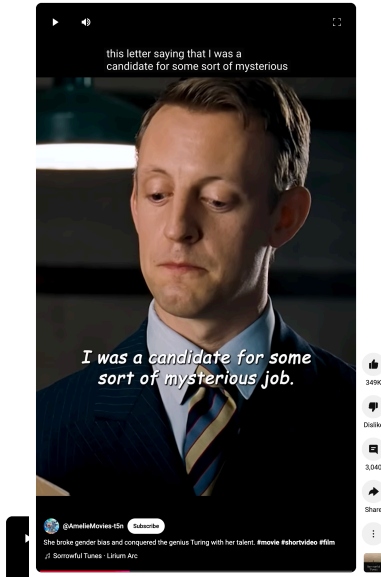 this letter saying that I was a
candidate for some sort of mysterious
I was a candidate for some
sort of mysterious job.
349K
Dislike
3,040
Share
@AmelieMovies-t5n Subscribe
She broke gender bias and conquered the genius Turing with her talent. #movie #shortvideo #film
Sorrowful Tunes · Lirium Arc